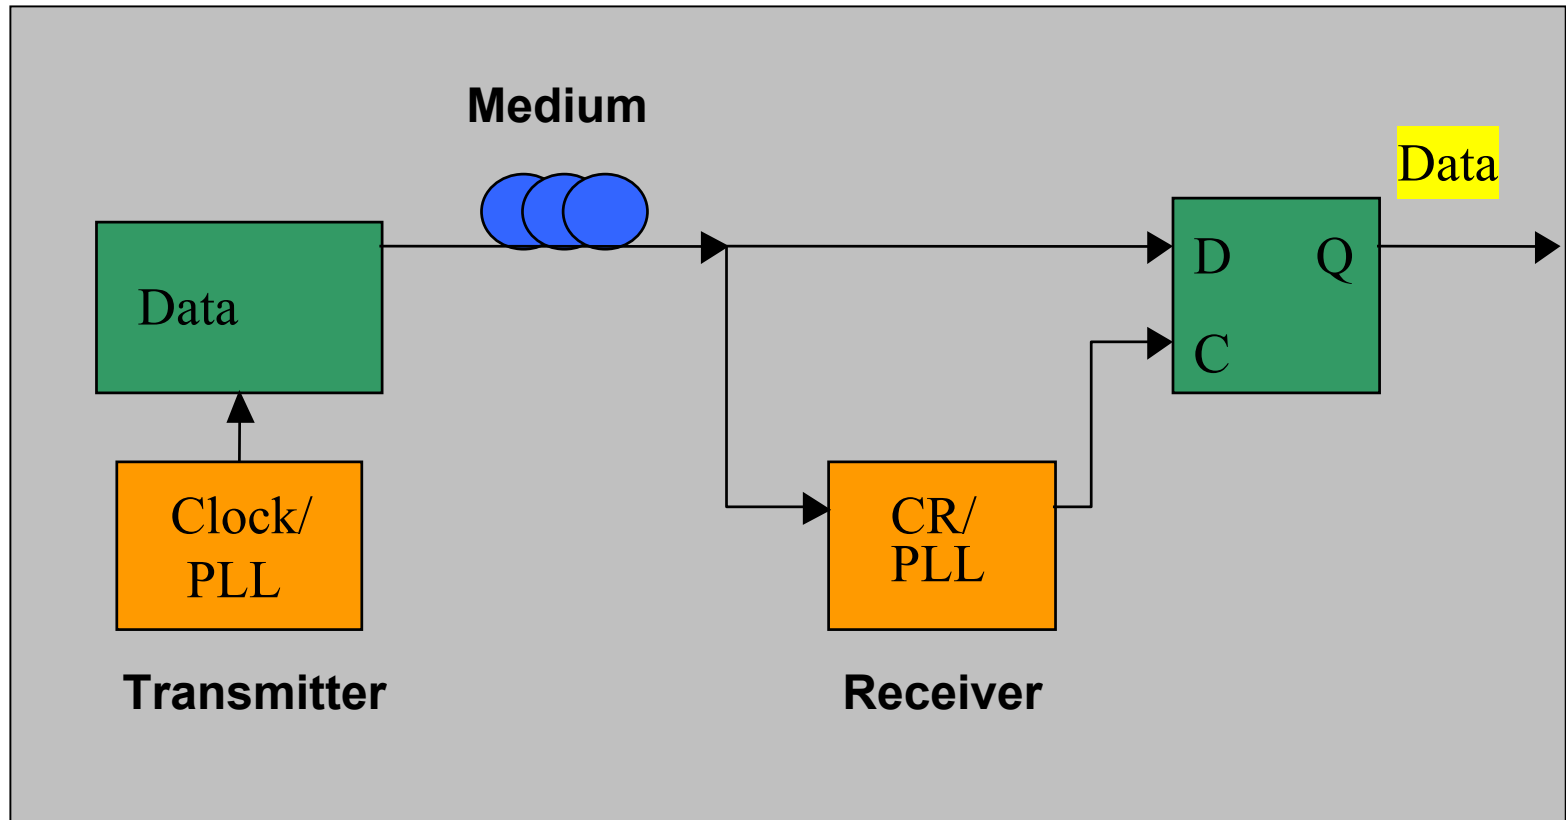 Medium
Data
Data
D Q
C
Clock/
PLL
CR/
PLL
Transmitter
Receiver